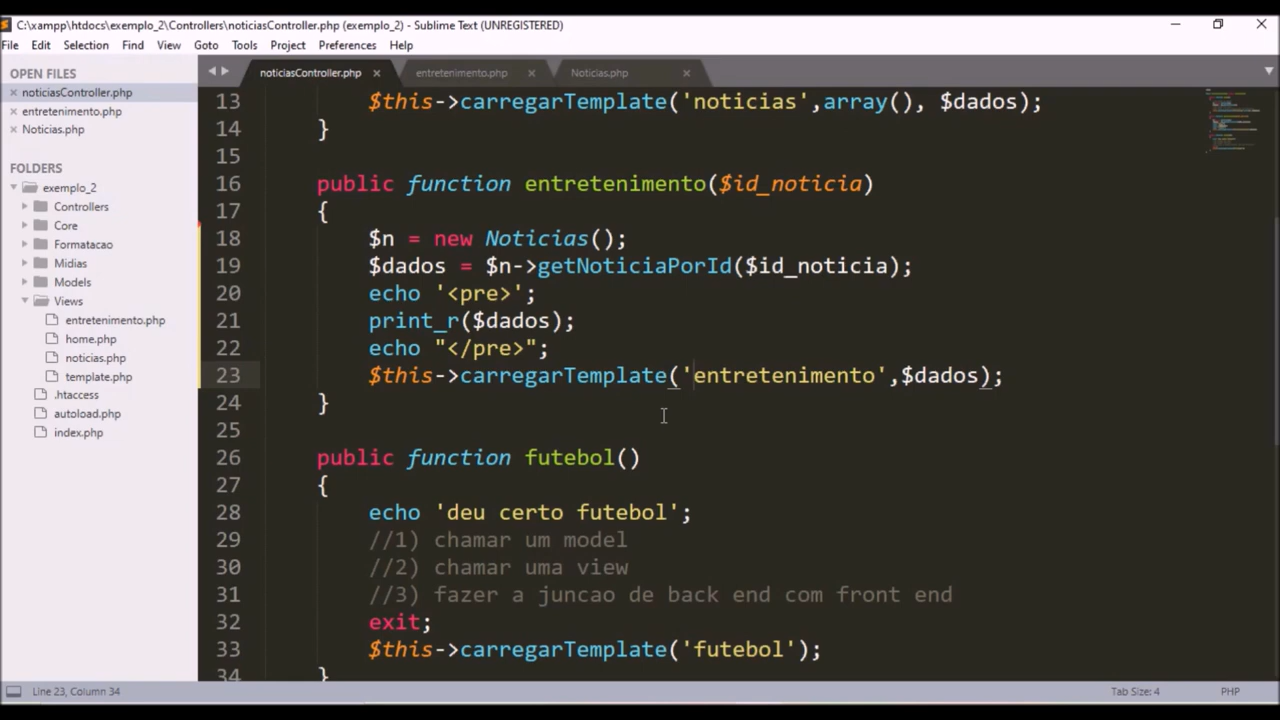 C:\xampp\htdocs\exemplo_2\Controllers\noticiasController.php (exemplo_2) - Sublime Text (UNREGISTERED)
File Edit Selection Find View Goto Tools Project Preferences Help
OPEN FILES
noticiasController.php
entretenimento.php
Noticias.php
FOLDERS
exemplo_2
Controllers
Core
Formatacao
Midias
Models
Views
entretenimento.php
home.php
noticias.php
template.php
.htaccess
autoload.php
index.php
noticiasController.php entretenimento.php Noticias.php
13 $this->carregarTemplate('noticias',array(), $dados);
14 }
15
16 public function entretenimento($id_noticia)
17 {
18 $n = new Noticias();
19 $dados = $n->getNoticiaPorId($id_noticia);
20 echo '<pre>';
21 print_r($dados);
22 echo "</pre>";
23 $this->carregarTemplate('entretenimento',$dados);
24 }
25
26 public function futebol()
27 {
28 echo 'deu certo futebol';
29 //1) chamar um model
30 //2) chamar uma view
31 //3) fazer a juncao de back end com front end
32 exit;
33 $this->carregarTemplate('futebol');
34 }
Line 23, Column 34 Tab Size: 4 PHP